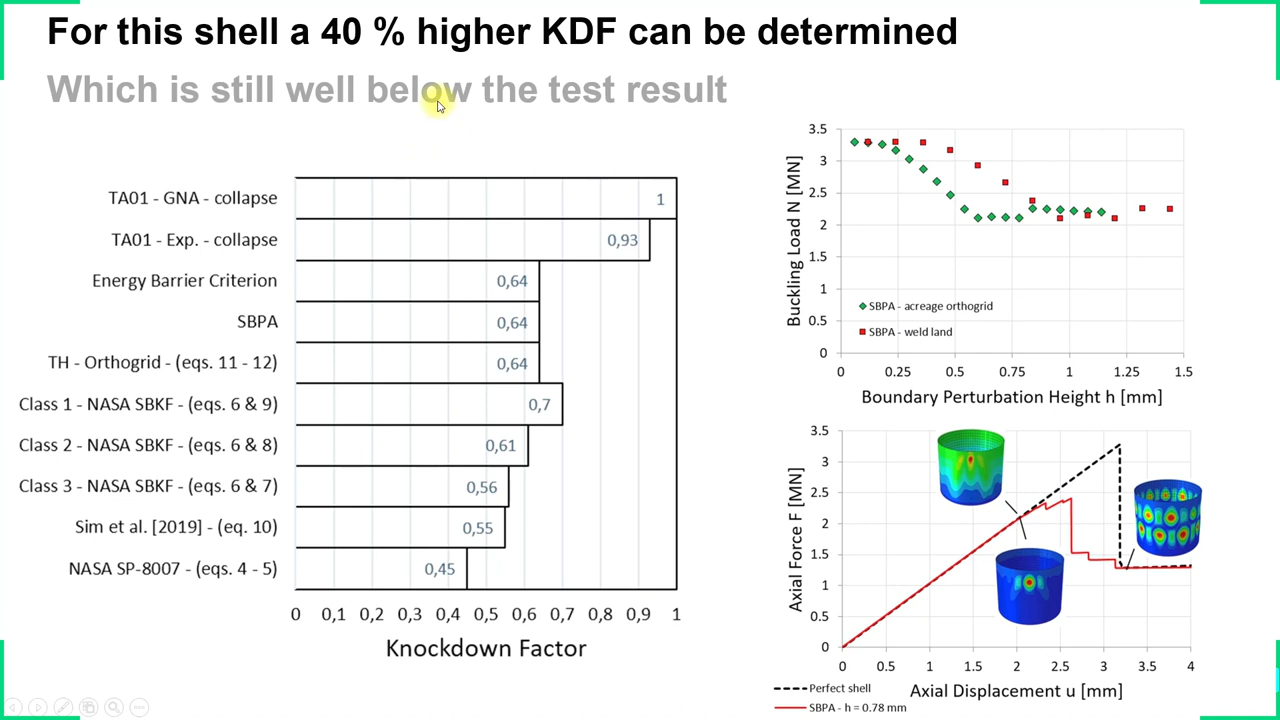 For this shell a 40 % higher KDF can be determined
Which is still well below the test result
TA01 - GNA - collapse
1
TA01 - Exp. - collapse
0,93
Energy Barrier Criterion
0,64
SBPA
0,64
TH - Orthogrid - (eqs. 11 - 12)
0,64
Class 1 - NASA SBKF - (eqs. 6 & 9)
0,7
Class 2 - NASA SBKF - (eqs. 6 & 8)
0,61
Class 3 - NASA SBKF - (eqs. 6 & 7)
0,56
Sim et al. [2019] - (eq. 10)
0,55
NASA SP-8007 - (eqs. 4 - 5)
0,45
0 0,1 0,2 0,3 0,4 0,5 0,6 0,7 0,8 0,9 1
Knockdown Factor
Buckling Load N [MN]
3.5
3
2.5
2
1.5
1
0.5
0
SBPA - acreage orthogrid
SBPA - weld land
0 0.25 0.5 0.75 1 1.25 1.5
Boundary Perturbation Height h [mm]
Axial Force F [MN]
3.5
3
2.5
2
1.5
1
0.5
0
0 0.5 1 1.5 2 2.5 3 3.5 4
Axial Displacement u [mm]
Perfect shell
SBPA - h = 0.78 mm